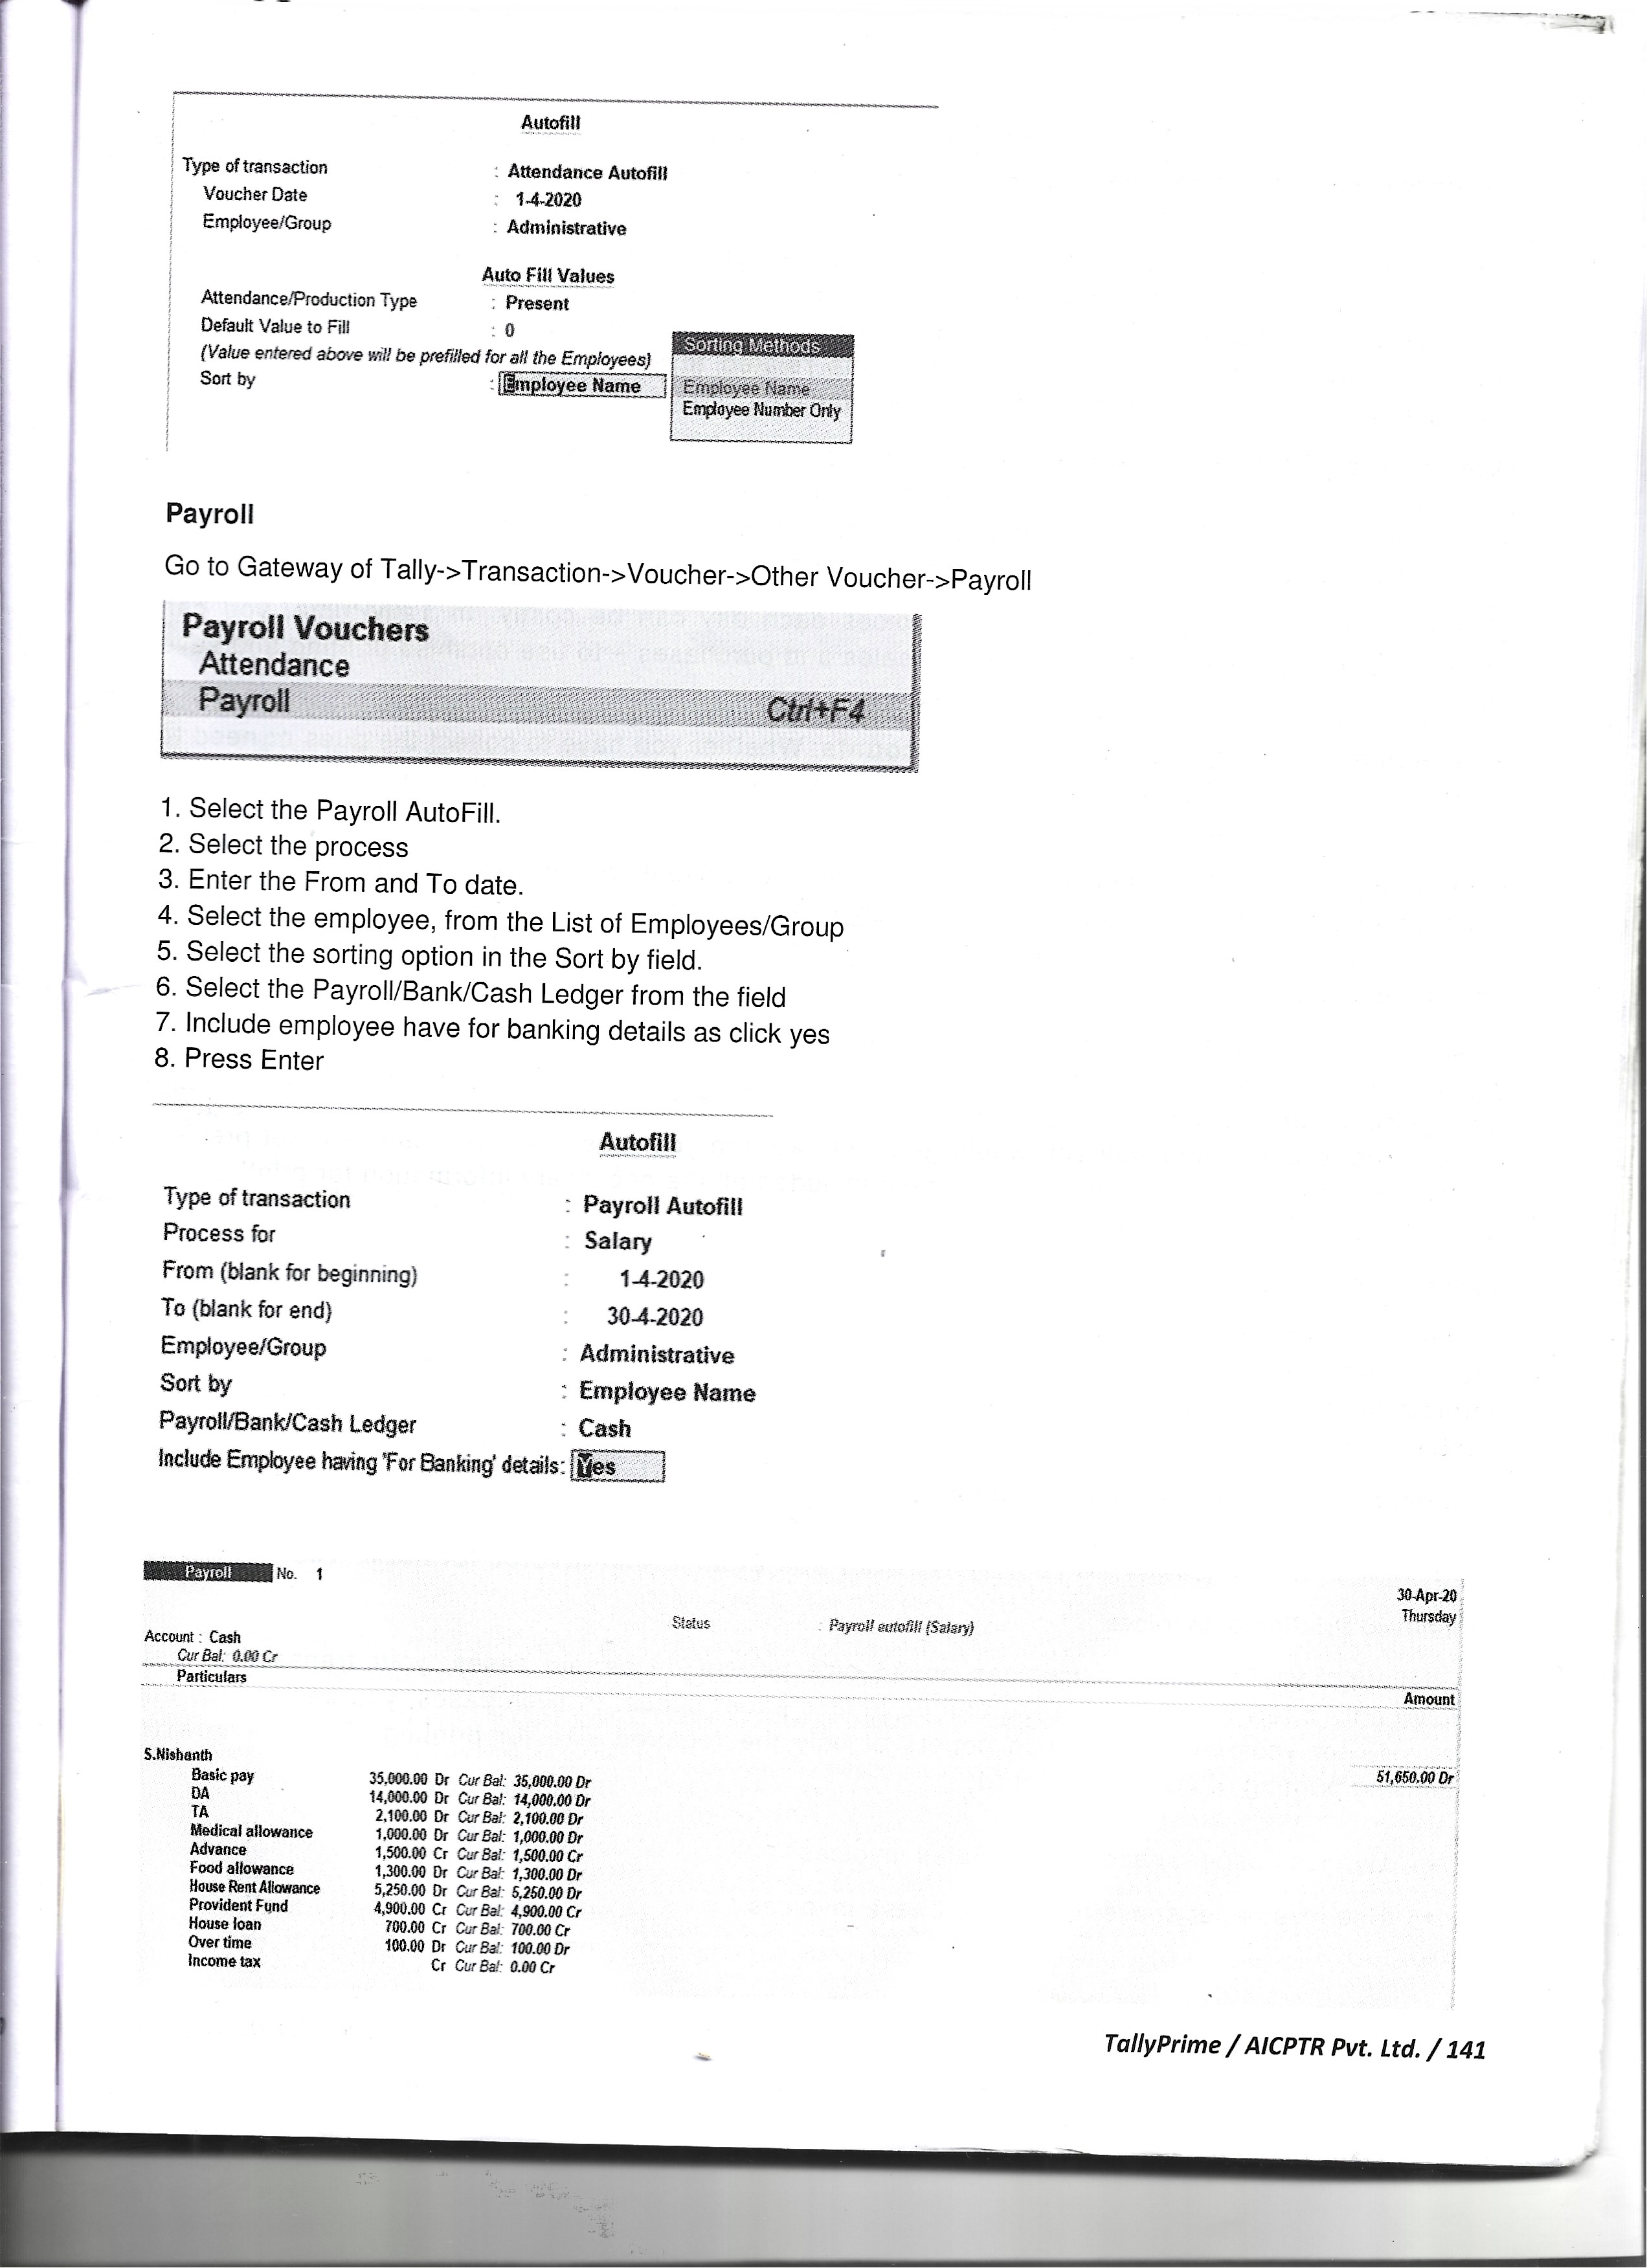 Autofill
Type of transaction : Attendance Autofill
Voucher Date : 1-4-2020
Employee/Group : Administrative
Auto Fill Values
Attendance/Production Type : Present
Default Value to Fill : 0
(Value entered above will be prefilled for all the Employees)
Sorting Methods
Sort by : Employee Name
Employee Name
Employee Number Only
Payroll
Go to Gateway of Tally->Transaction->Voucher->Other Voucher->Payroll
Payroll Vouchers
Attendance
Payroll Ctrl+F4
1. Select the Payroll AutoFill.
2. Select the process
3. Enter the From and To date.
4. Select the employee, from the List of Employees/Group
5. Select the sorting option in the Sort by field.
6. Select the Payroll/Bank/Cash Ledger from the field
7. Include employee have for banking details as click yes
8. Press Enter
Autofill
Type of transaction : Payroll Autofill
Process for : Salary
From (blank for beginning) : 1-4-2020
To (blank for end) : 30-4-2020
Employee/Group : Administrative
Sort by : Employee Name
Payroll/Bank/Cash Ledger : Cash
Include Employee having 'For Banking' details: Yes
Payroll No. 1
30-Apr-20
Thursday
Status : Payroll autofill (Salary)
Account : Cash
Cur Bal: 0.00 Cr
Particulars
Amount
S.Nishanth
51,650.00 Dr
Basic pay 35,000.00 Dr Cur Bal: 35,000.00 Dr
DA 14,000.00 Dr Cur Bal: 14,000.00 Dr
TA 2,100.00 Dr Cur Bal: 2,100.00 Dr
Medical allowance 1,000.00 Dr Cur Bal: 1,000.00 Dr
Advance 1,500.00 Cr Cur Bal: 1,500.00 Cr
Food allowance 1,300.00 Dr Cur Bal: 1,300.00 Dr
House Rent Allowance 5,250.00 Dr Cur Bal: 5,250.00 Dr
Provident Fund 4,900.00 Cr Cur Bal: 4,900.00 Cr
House loan 700.00 Cr Cur Bal: 700.00 Cr
Over time 100.00 Dr Cur Bal: 100.00 Dr
Income tax Cr Cur Bal: 0.00 Cr
TallyPrime / AICPTR Pvt. Ltd. / 141